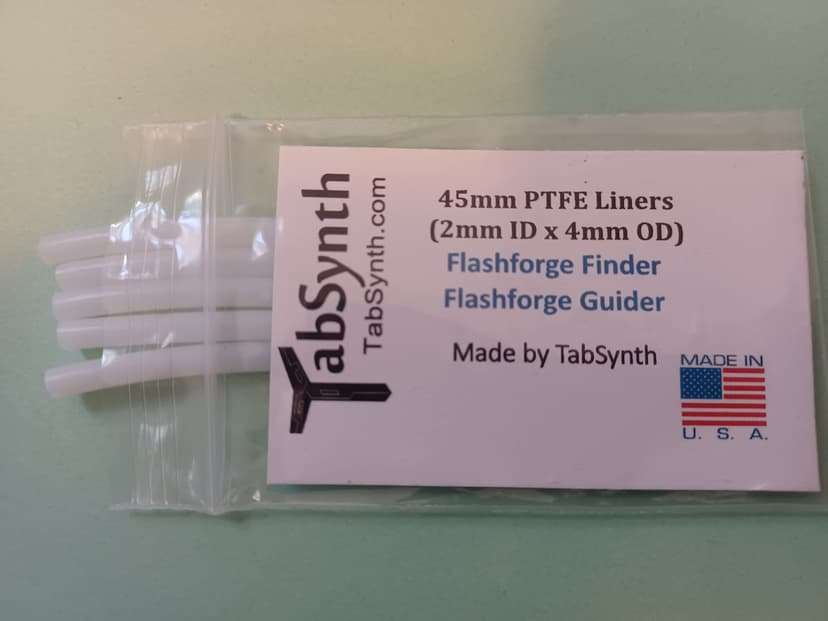 TabSynth
TabSynth.com
45mm PTFE Liners
(2mm ID x 4mm OD)
Flashforge Finder
Flashforge Guider
Made by TabSynth
MADE IN
U. S. A.